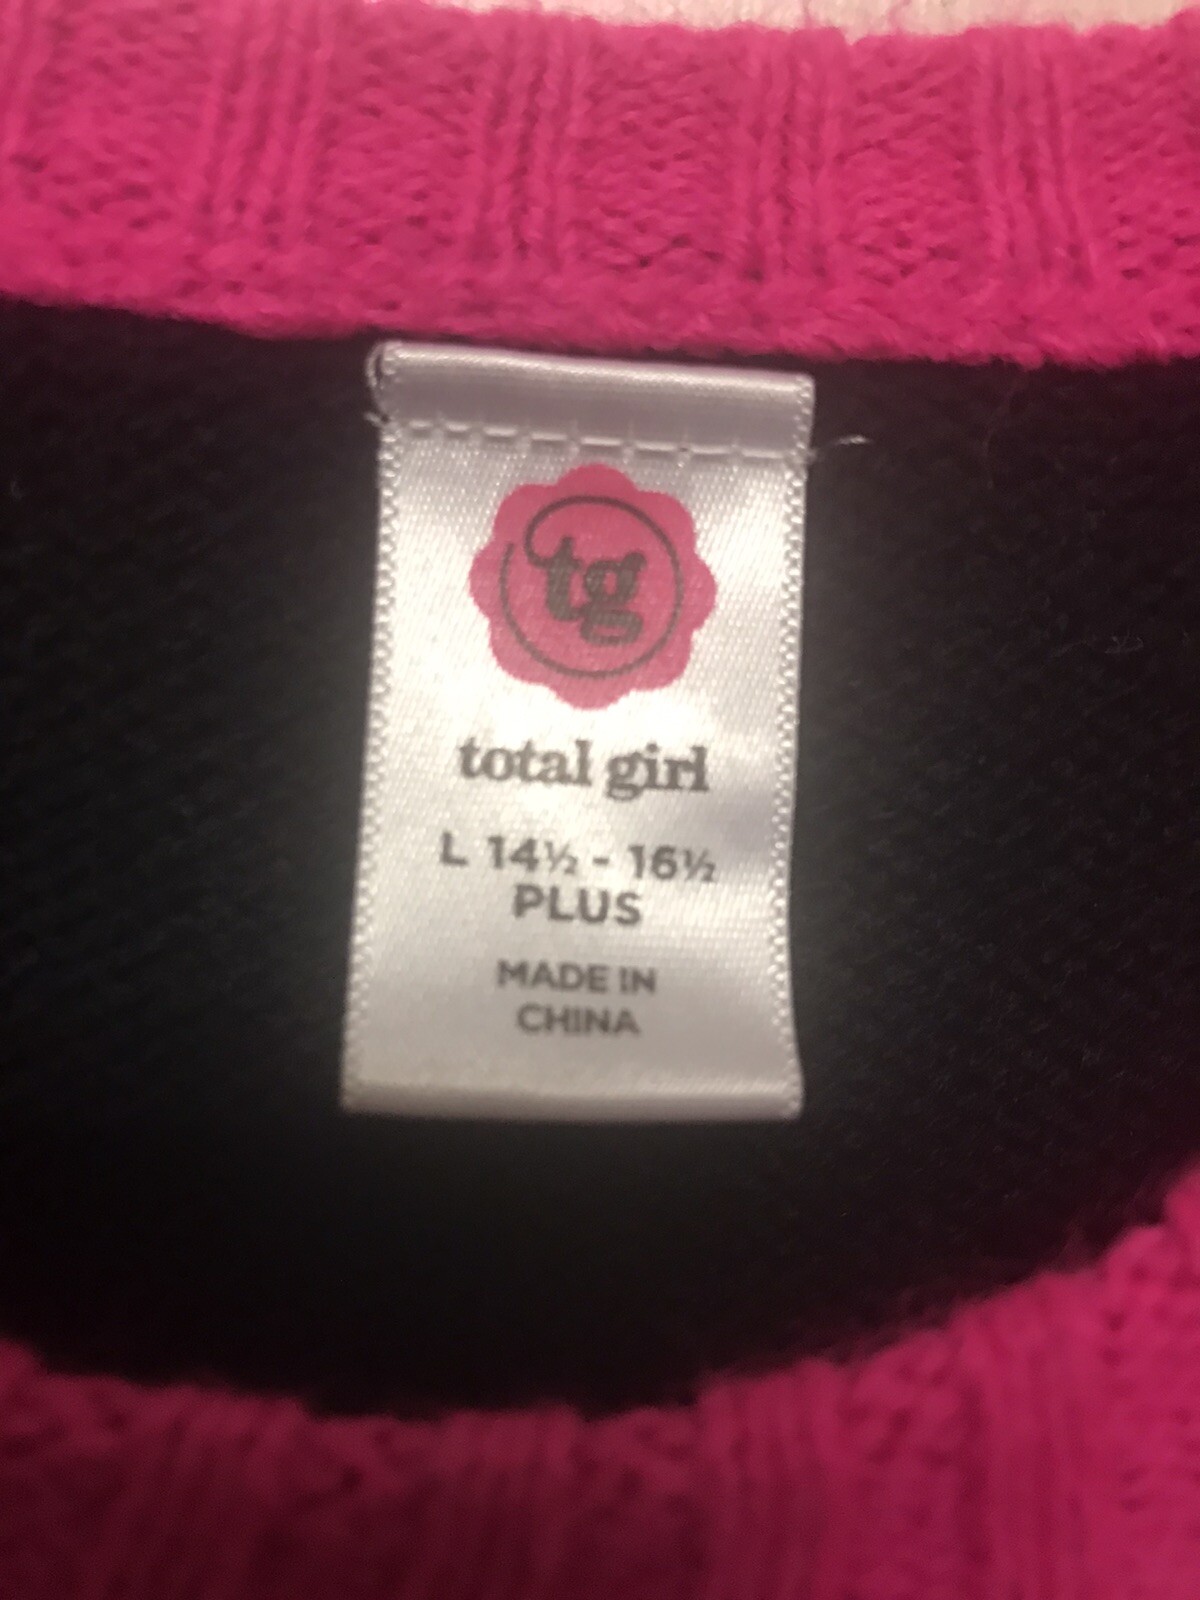 tg
total girl
L 14½ - 16½
PLUS
MADE IN
CHINA